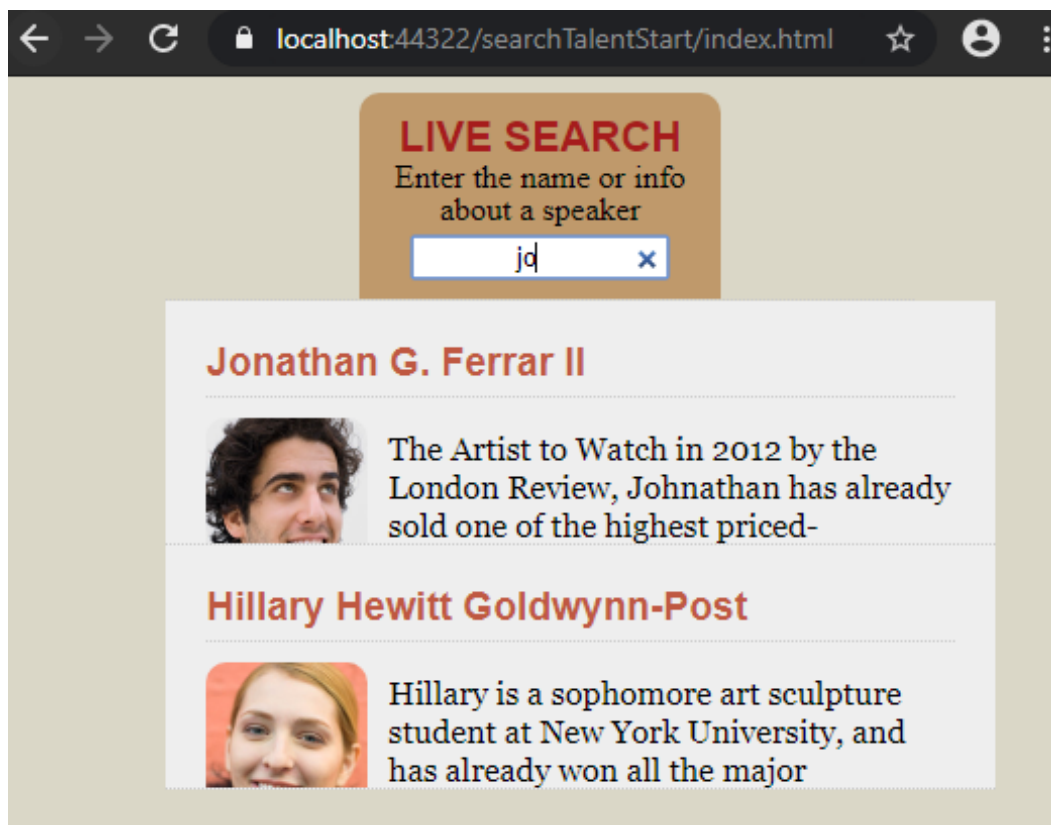 localhost:44322/searchTalentStart/index.html
LIVE SEARCH
Enter the name or info
about a speaker
jo
Jonathan G. Ferrar II
The Artist to Watch in 2012 by the
London Review, Johnathan has already
sold one of the highest priced-
Hillary Hewitt Goldwynn-Post
Hillary is a sophomore art sculpture
student at New York University, and
has already won all the major